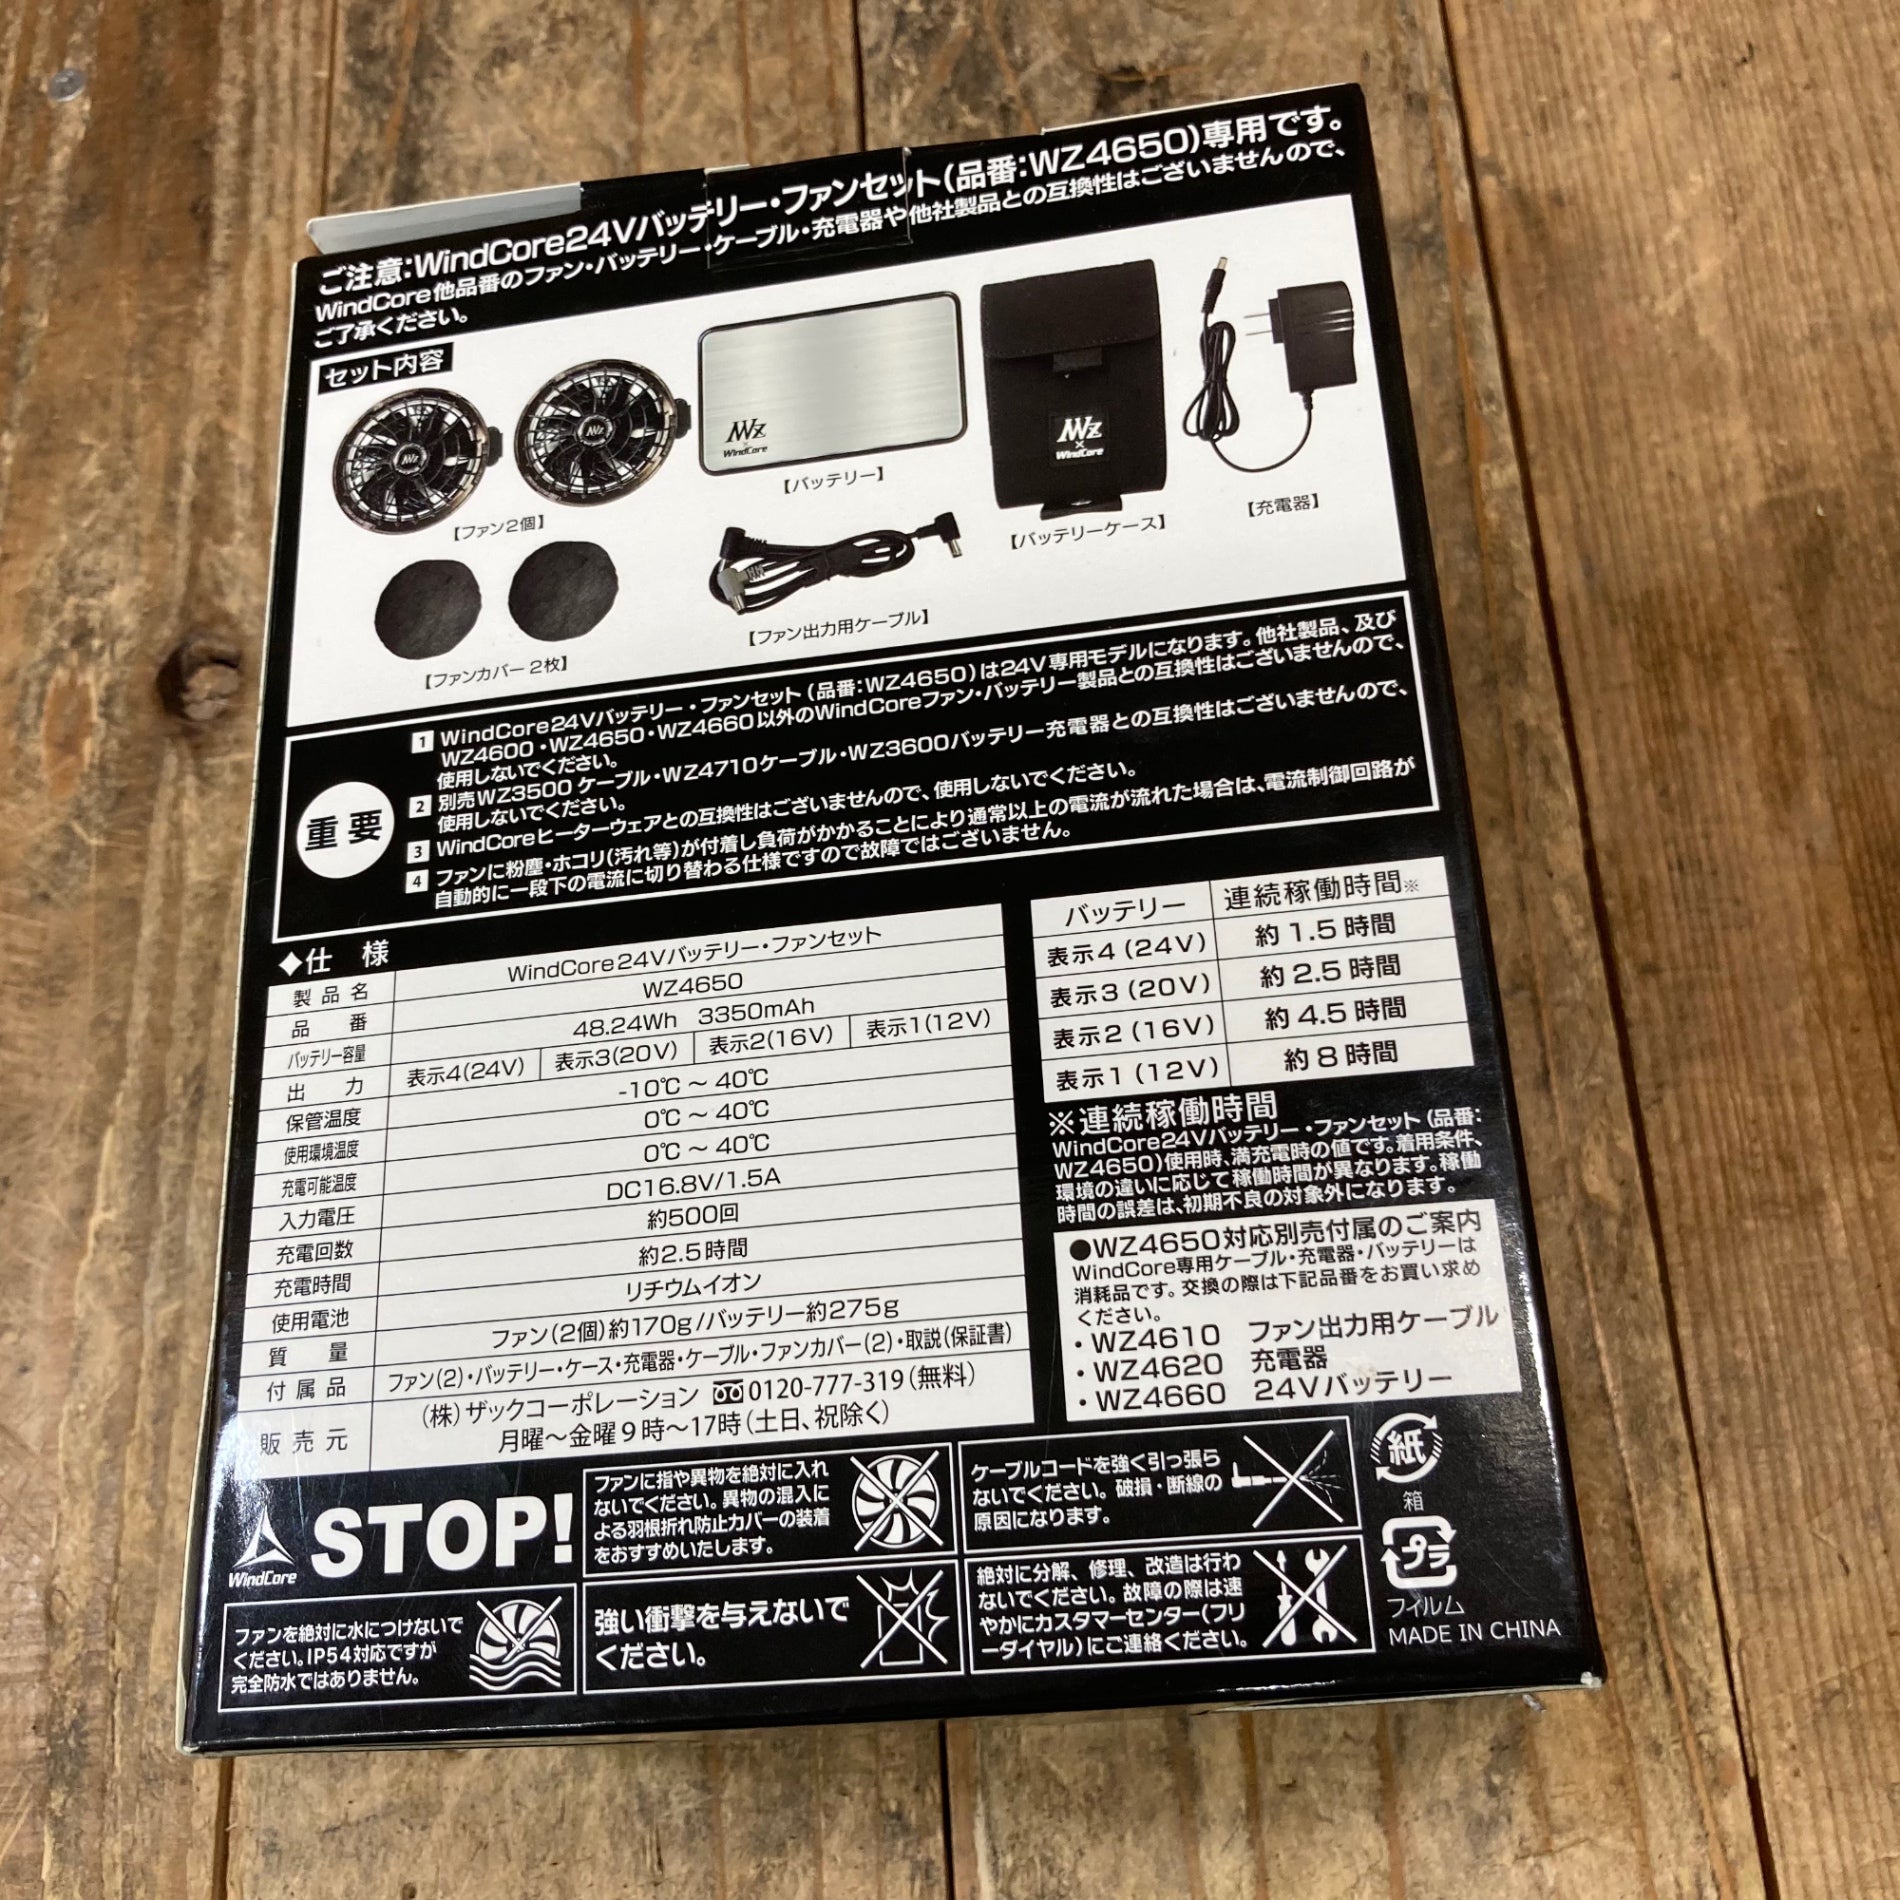 ご注意:WindCore24Vバッテリー・ファンセット(品番:WZ4650)専用です。
WindCore他品番のファン・バッテリー・ケーブル・充電器や他社製品との互換性はございませんので、
ご了承ください。
セット内容
WZ
×
WindCore
WZ
×
WindCore
【ファン2個】
【バッテリー】
【バッテリーケース】
【充電器】
【ファンカバー2枚】
【ファン出力用ケーブル】
重要
1 WindCore24Vバッテリー・ファンセット(品番:WZ4650)は24V専用モデルになります。他社製品、及び
WZ4600・WZ4650・WZ4660以外のWindCoreファン・バッテリー製品との互換性はございませんので、
使用しないでください。
2 別売WZ3500ケーブル・WZ4710ケーブル・WZ3600バッテリー充電器との互換性はございませんので、
使用しないでください。
3 WindCoreヒーターウェアとの互換性はございませんので、使用しないでください。
4 ファンに粉塵・ホコリ(汚れ等)が付着し負荷がかかることにより通常以上の電流が流れた場合は、電流制御回路が
自動的に一段下の電流に切り替わる仕様ですので故障ではございません。
◆仕 様
製品名 WindCore24Vバッテリー・ファンセット
品番 WZ4650
バッテリー容量 48.24Wh 3350mAh
出力 表示4(24V) 表示3(20V) 表示2(16V) 表示1(12V)
保管温度 -10℃～40℃
使用環境温度 0℃～40℃
充電可能温度 0℃～40℃
入力電圧 DC16.8V/1.5A
充電回数 約500回
充電時間 約2.5時間
使用電池 リチウムイオン
質量 ファン(2個)約170g/バッテリー約275g
付属品 ファン(2)・バッテリー・ケース・充電器・ケーブル・ファンカバー(2)・取説(保証書)
販売元 (株)ザックコーポレーション 0120-777-319(無料)
月曜～金曜9時～17時(土日、祝除く)
バッテリー 連続稼働時間※
表示4(24V) 約1.5時間
表示3(20V) 約2.5時間
表示2(16V) 約4.5時間
表示1(12V) 約8時間
※連続稼働時間
WindCore24Vバッテリー・ファンセット(品番:
WZ4650)使用時、満充電時の値です。着用条件、
環境の違いに応じて稼働時間が異なります。稼働
時間の誤差は、初期不良の対象外になります。
●WZ4650対応別売付属のご案内
WindCore専用ケーブル・充電器・バッテリーは
消耗品です。交換の際は下記品番をお買い求め
ください。
・WZ4610 ファン出力用ケーブル
・WZ4620 充電器
・WZ4660 24Vバッテリー
WindCore
STOP!
ファンに指や異物を絶対に入れ
ないでください。異物の混入に
よる羽根折れ防止カバーの装着
をおすすめいたします。
ケーブルコードを強く引っ張ら
ないでください。破損・断線の
原因になります。
ファンを絶対に水につけないで
ください。IP54対応ですが
完全防水ではありません。
強い衝撃を与えないで
ください。
絶対に分解、修理、改造は行わ
ないでください。故障の際は速
やかにカスタマーセンター(フリ
ーダイヤル)にご連絡ください。
紙
箱
プラ
フィルム
MADE IN CHINA